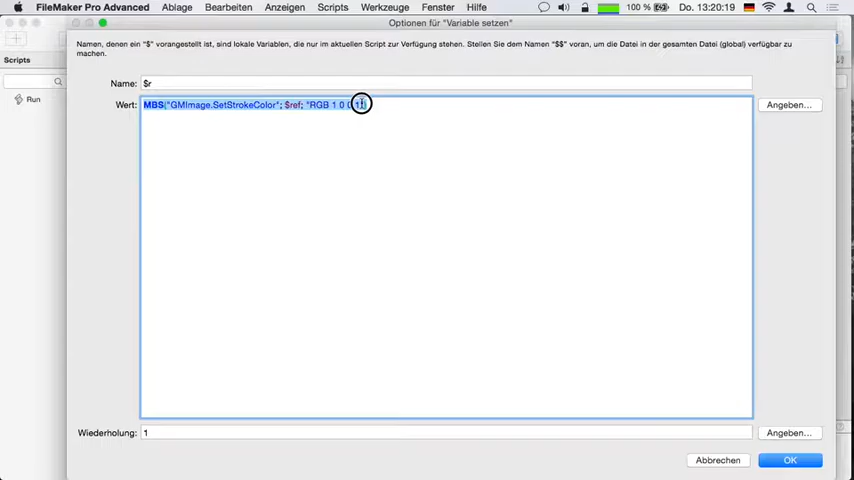 FileMaker Pro Advanced Ablage Bearbeiten Anzeigen Scripts Werkzeuge Fenster Hilfe 100 % Do. 13:20:19
Optionen für "Variable setzen"
Namen, denen ein "$" vorangestellt ist, sind lokale Variablen, die nur im aktuellen Script zur Verfügung stehen. Stellen Sie dem Namen "$$" voran, um die Datei in der gesamten Datei (global) verfügbar zu
machen.
Scripts
Name: $r
Wert: MBS("GMImage.SetStrokeColor"; $ref; "RGB 1 0 0 Angeben...
Run
Wiederholung: 1 Angeben...
Abbrechen OK